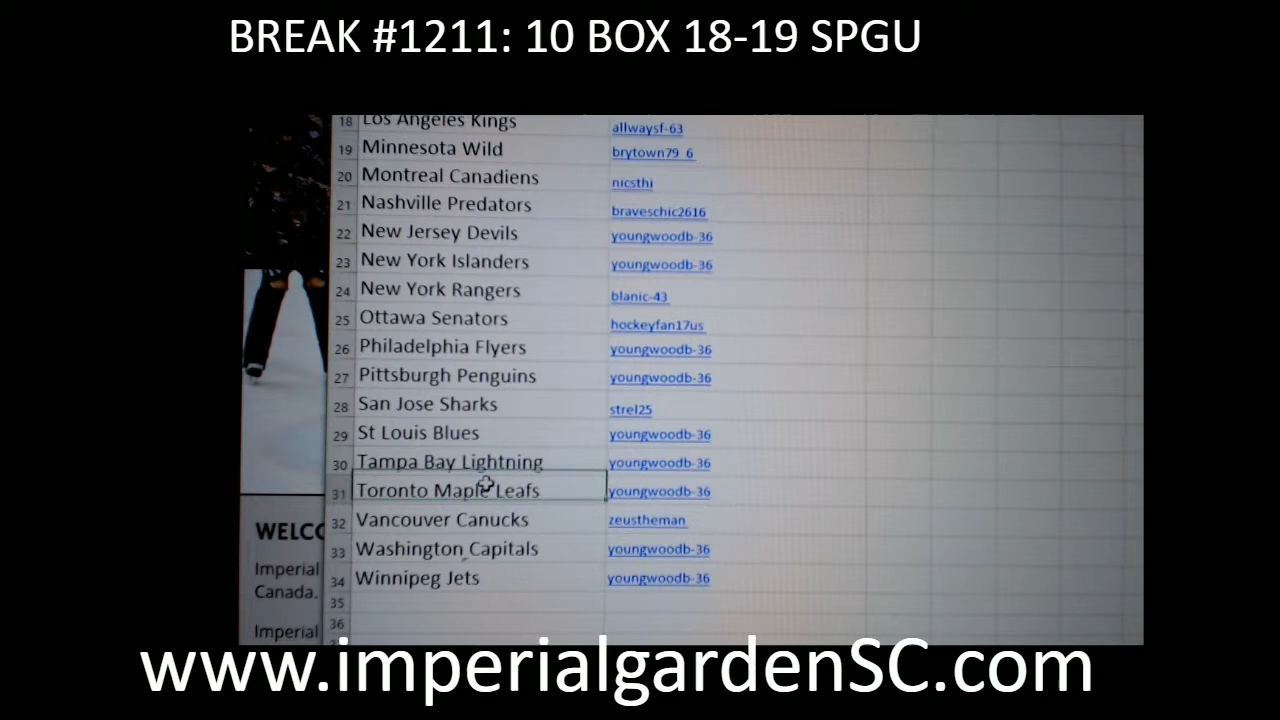 BREAK #1211: 10 BOX 18-19 SPGU
18 Los Angeles Kings allwaysf-63
19 Minnesota Wild brytown79_6
20 Montreal Canadiens nicsthi
21 Nashville Predators braveschic2616
22 New Jersey Devils youngwoodb-36
23 New York Islanders youngwoodb-36
24 New York Rangers blanic-43
25 Ottawa Senators hockeyfan17us
26 Philadelphia Flyers youngwoodb-36
27 Pittsburgh Penguins youngwoodb-36
28 San Jose Sharks strel25
29 St Louis Blues youngwoodb-36
30 Tampa Bay Lightning youngwoodb-36
31 Toronto Maple Leafs youngwoodb-36
32 Vancouver Canucks zeustheman
33 Washington Capitals youngwoodb-36
34 Winnipeg Jets youngwoodb-36
35
36
WELCO
Imperial
Canada.
Imperial
www.imperialgardenSC.com